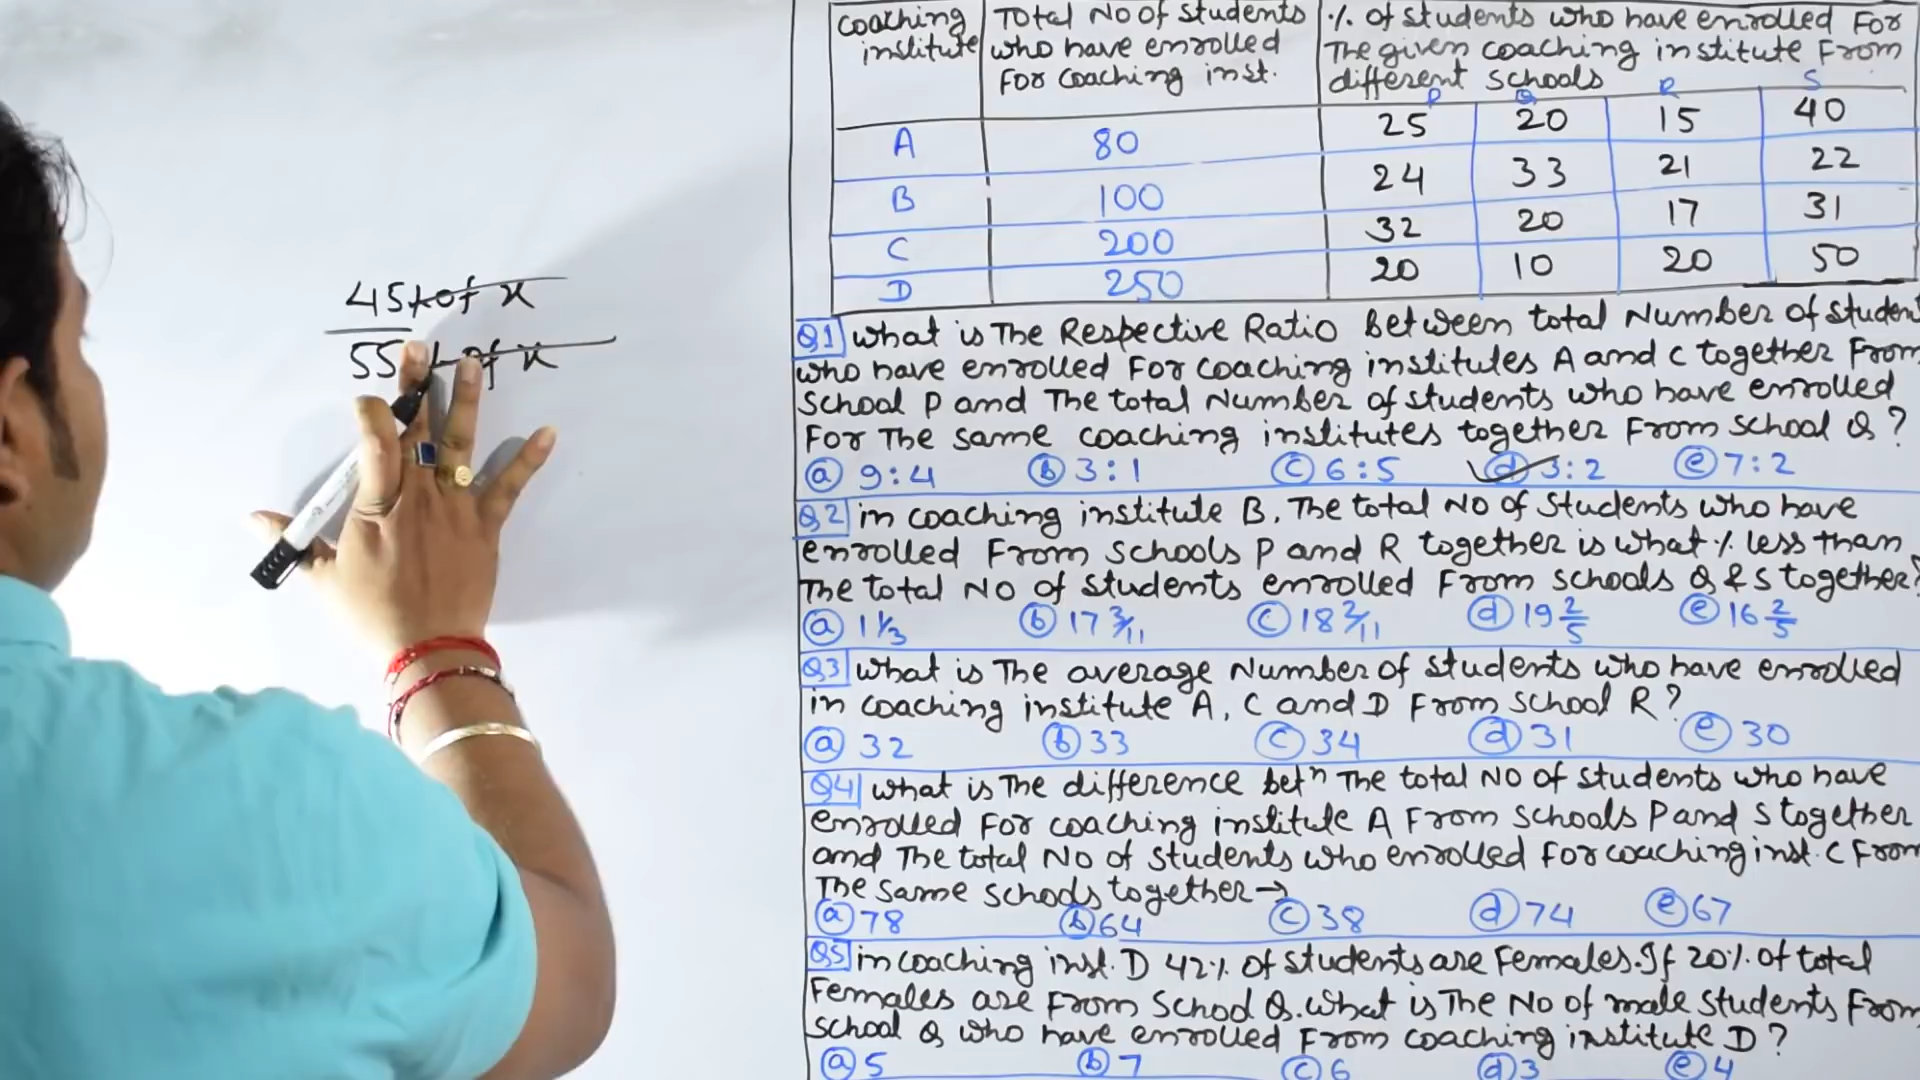 45% of x
55% of x
Coaching institute | Total No of students who have enrolled For coaching inst. | % of students who have enrolled For The given coaching institute From different schools
P Q R S
A 80 25 20 15 40
B 100 24 33 21 22
C 200 32 20 17 31
D 250 20 10 20 50
Q1 what is The Respective Ratio between total Number of student
who have enrolled For coaching institutes A and C together From
School P and The total Number of students who have enrolled
For The same coaching institutes together From school Q?
(a) 9:4 (b) 3:1 (c) 6:5 (d) 3:2 (e) 7:2
Q2 in coaching institute B, The total No of Students who have
enrolled From schools P and R together is what % less than
The total No of students enrolled From schools Q & S together?
(a) 1 1/3 (b) 17 3/11 (c) 18 2/11 (d) 19 2/5 (e) 16 2/5
Q3 what is The average Number of students who have enrolled
in coaching institute A, C and D From school R?
(a) 32 (b) 33 (c) 34 (d) 31 (e) 30
Q4 what is The difference betn The total No of students who have
enrolled For coaching institute A From schools P and S together
and The total No of students who enrolled For coaching inst. C From
The same schools together→
(a) 78 (b) 64 (c) 38 (d) 74 (e) 67
Q5 in coaching inst. D 42% of students are Females. If 20% of total
Females are From School Q. what is The No of male students From
school Q who have enrolled From coaching institute D?
(a) 5 (b) 7 (c) 6 (d) 3 (e) 4